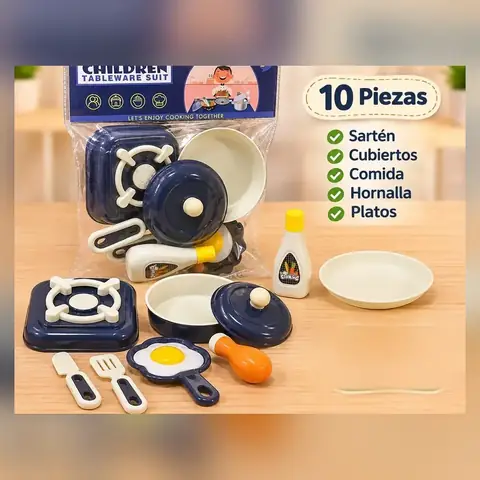 CHILDREN
TABLEWARE SUIT
LET'S ENJOY COOKING TOGETHER
10 Piezas
Sartén
Cubiertos
Comida
Hornalla
Platos